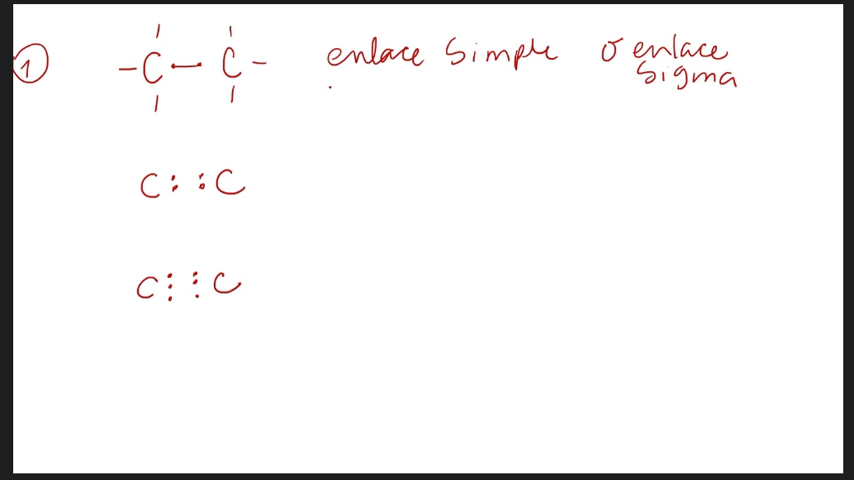 1 -C-C- enlace simple σ enlace
sigma
C: :C
C⋮ ⋮C